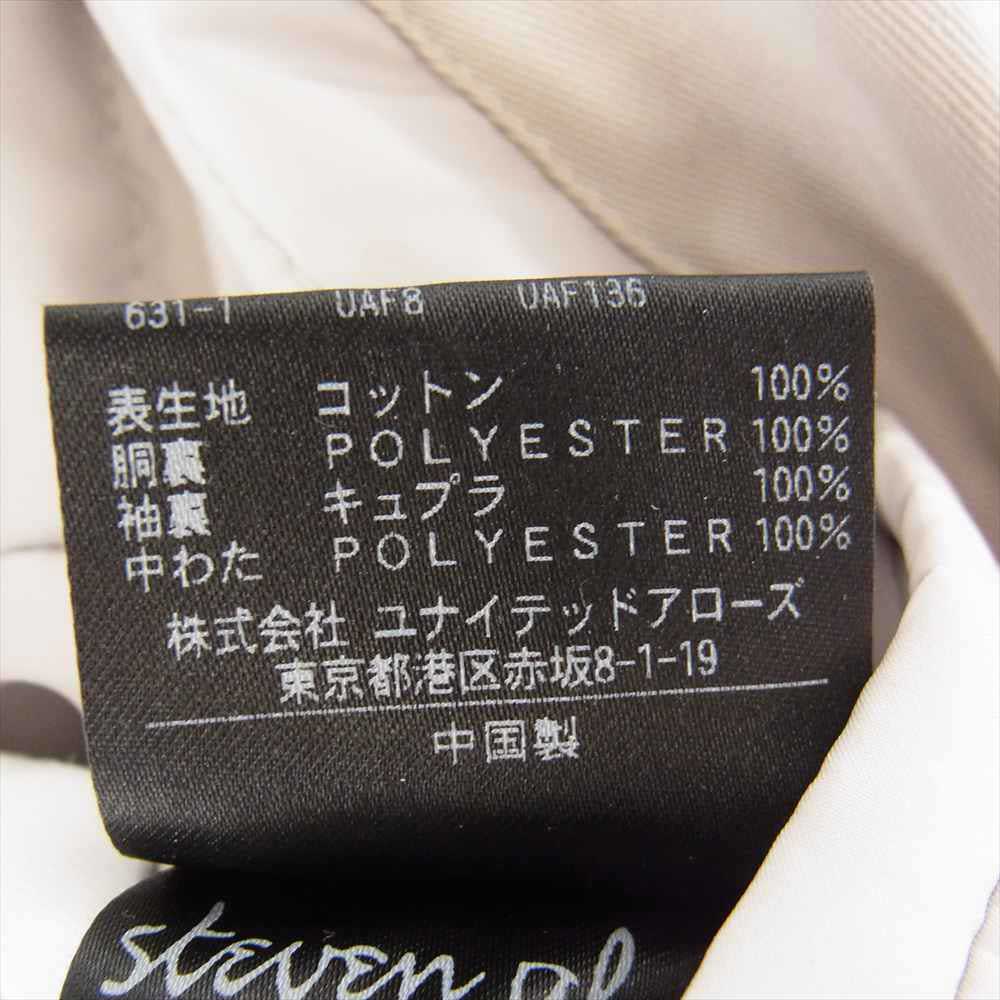 631-1 UAF8 UAF136
表生地 コットン 100%
胴裏 POLYESTER 100%
袖裏 キュプラ 100%
中わた POLYESTER 100%
株式会社 ユナイテッドアローズ
東京都港区赤坂8-1-19
中国製
steven al